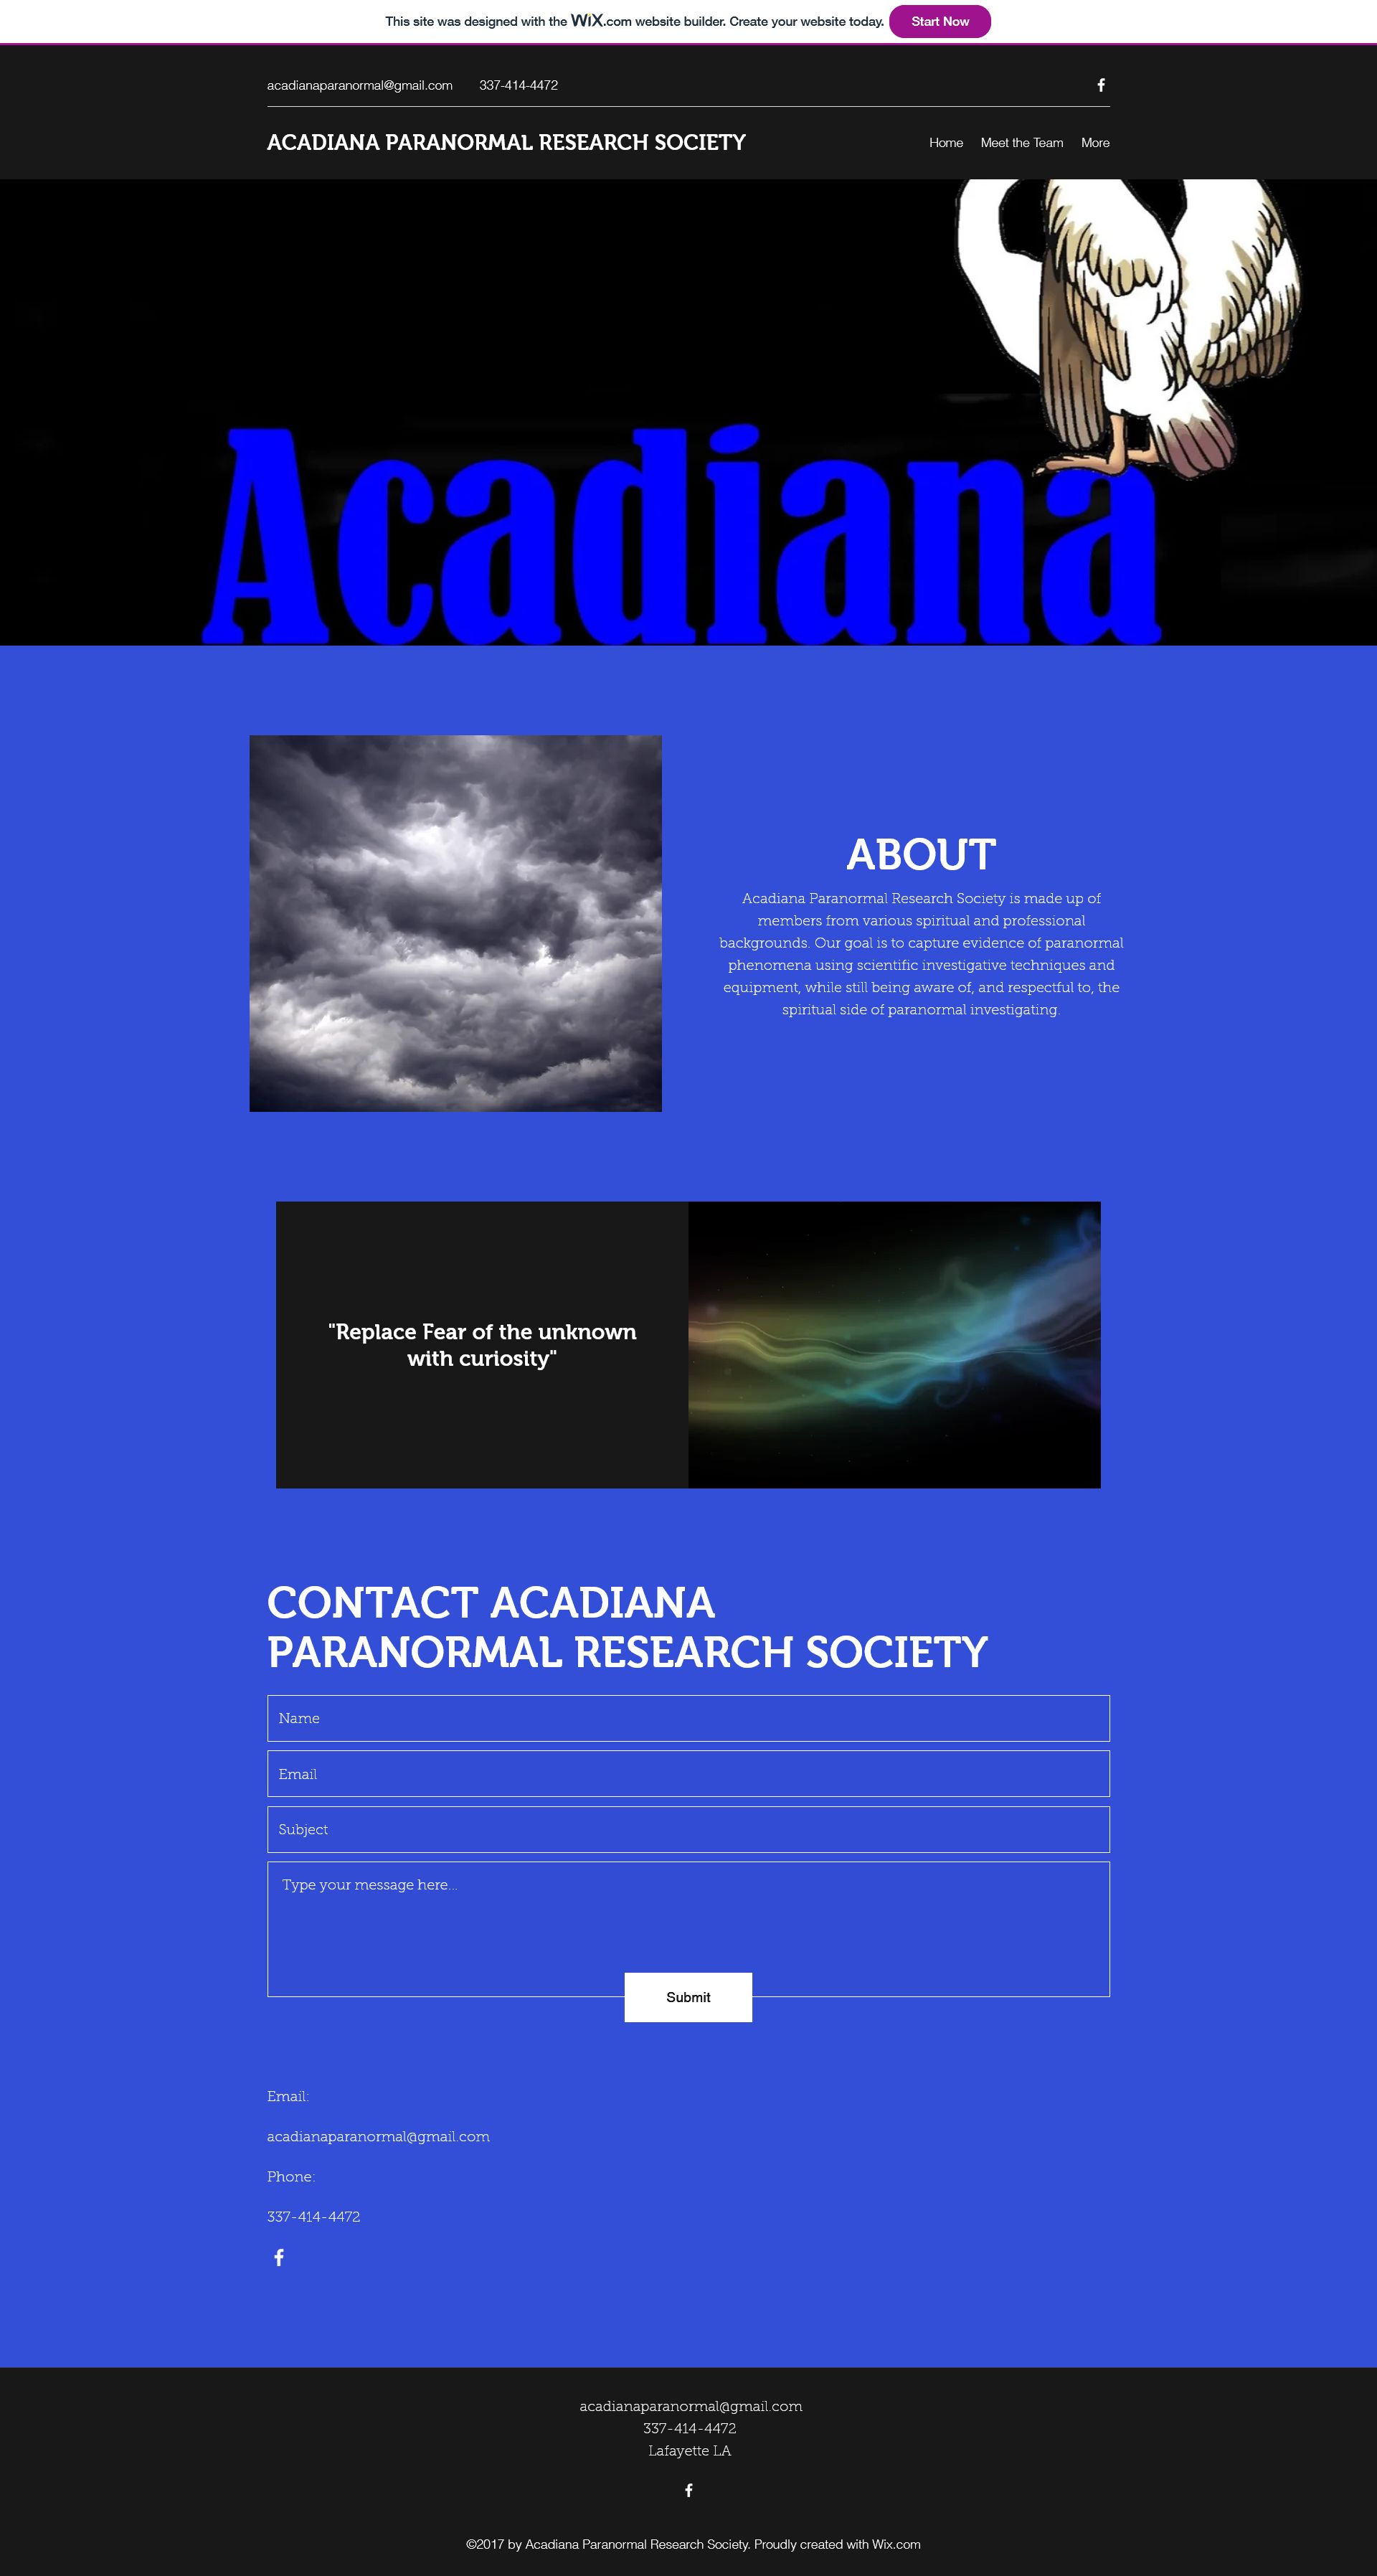 This site was designed with the WiX.com website builder. Create your website today. Start Now
acadianaparanormal@gmail.com 337-414-4472
ACADIANA PARANORMAL RESEARCH SOCIETY Home Meet the Team More
Acadiana
ABOUT
Acadiana Paranormal Research Society is made up of
members from various spiritual and professional
backgrounds. Our goal is to capture evidence of paranormal
phenomena using scientific investigative techniques and
equipment, while still being aware of, and respectful to, the
spiritual side of paranormal investigating.
"Replace Fear of the unknown
with curiosity"
CONTACT ACADIANA
PARANORMAL RESEARCH SOCIETY
Name
Email
Subject
Type your message here...
Submit
Email:
acadianaparanormal@gmail.com
Phone:
337-414-4472
acadianaparanormal@gmail.com
337-414-4472
Lafayette LA
©2017 by Acadiana Paranormal Research Society. Proudly created with Wix.com